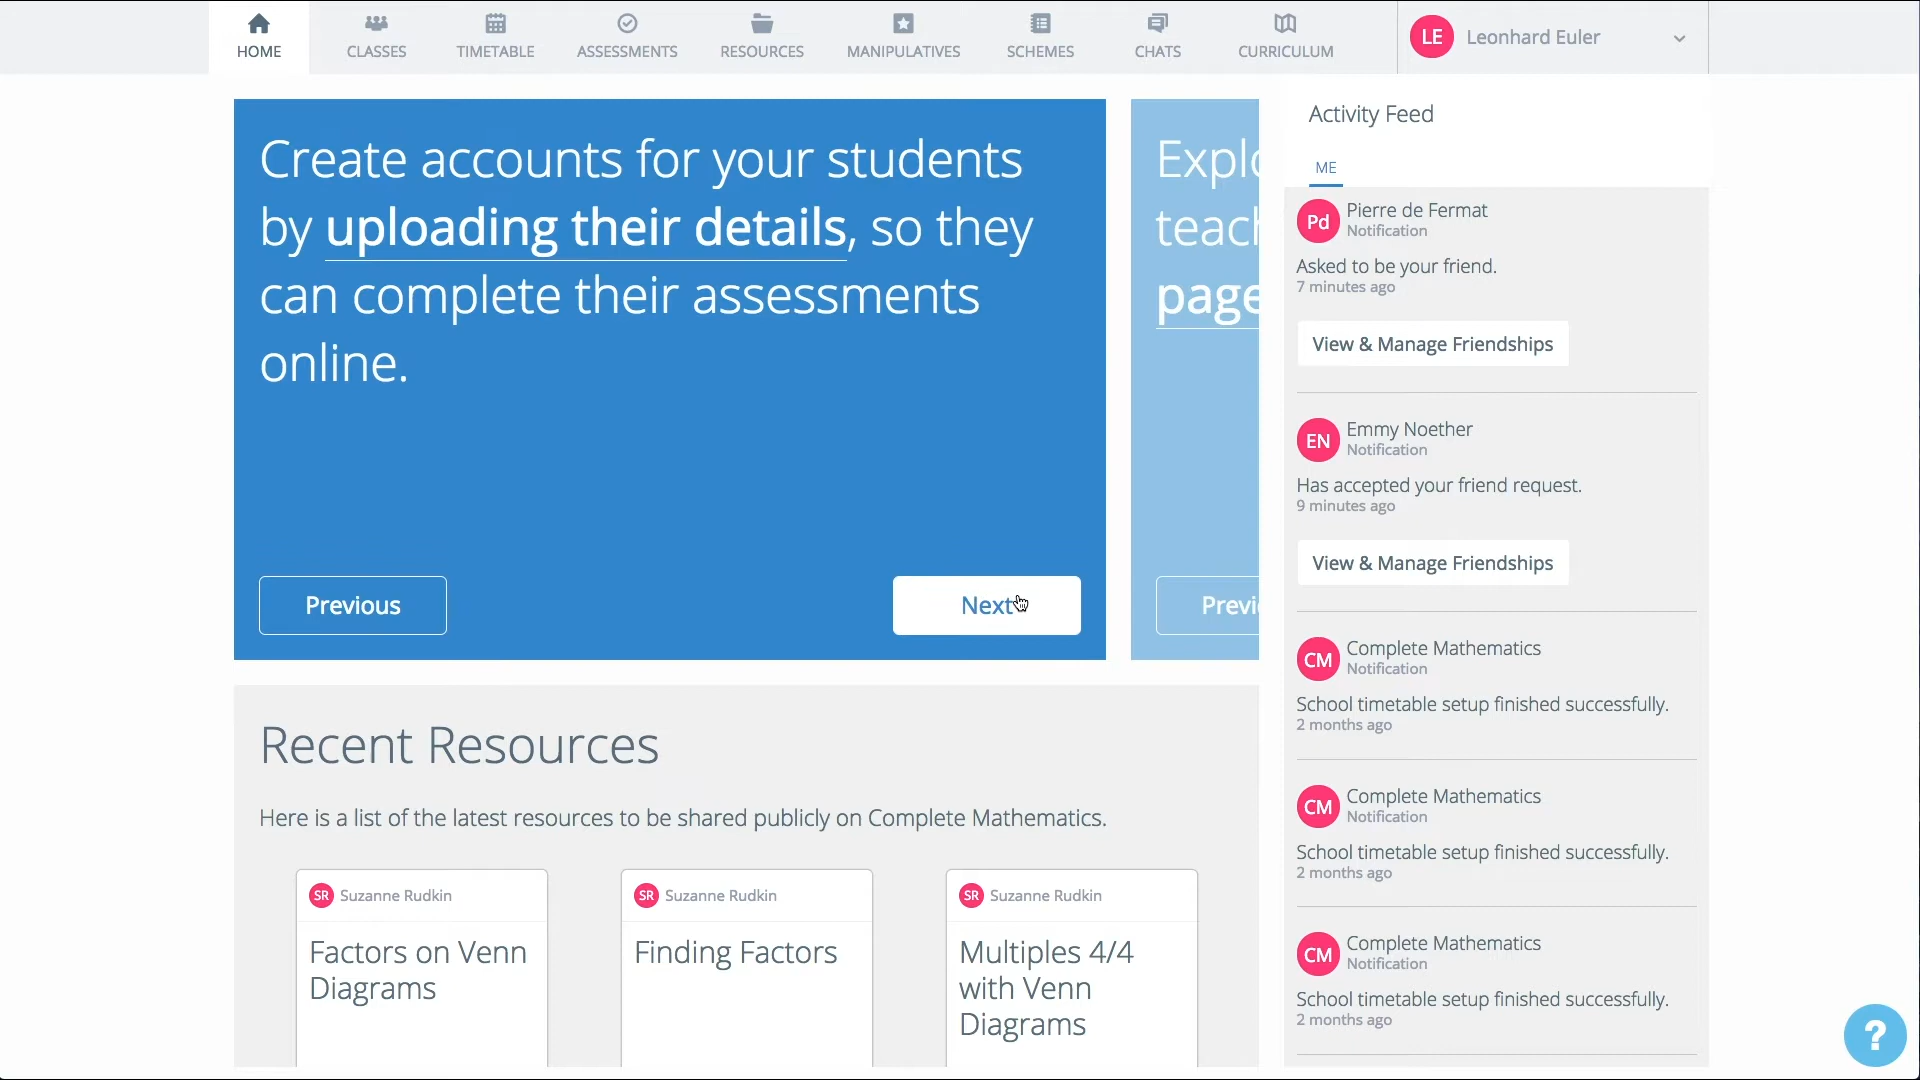 HOME
CLASSES
TIMETABLE
ASSESSMENTS
RESOURCES
MANIPULATIVES
SCHEMES
CHATS
CURRICULUM
LE
Leonhard Euler
Create accounts for your students
by uploading their details, so they
can complete their assessments
online.
Previous
Next
Explo
teach
page
Previ
Activity Feed
ME
Pd
Pierre de Fermat
Notification
Asked to be your friend.
7 minutes ago
View & Manage Friendships
EN
Emmy Noether
Notification
Has accepted your friend request.
9 minutes ago
View & Manage Friendships
CM
Complete Mathematics
Notification
School timetable setup finished successfully.
2 months ago
CM
Complete Mathematics
Notification
School timetable setup finished successfully.
2 months ago
CM
Complete Mathematics
Notification
School timetable setup finished successfully.
2 months ago
Recent Resources
Here is a list of the latest resources to be shared publicly on Complete Mathematics.
SR Suzanne Rudkin
Factors on Venn
Diagrams
SR Suzanne Rudkin
Finding Factors
SR Suzanne Rudkin
Multiples 4/4
with Venn
Diagrams
?